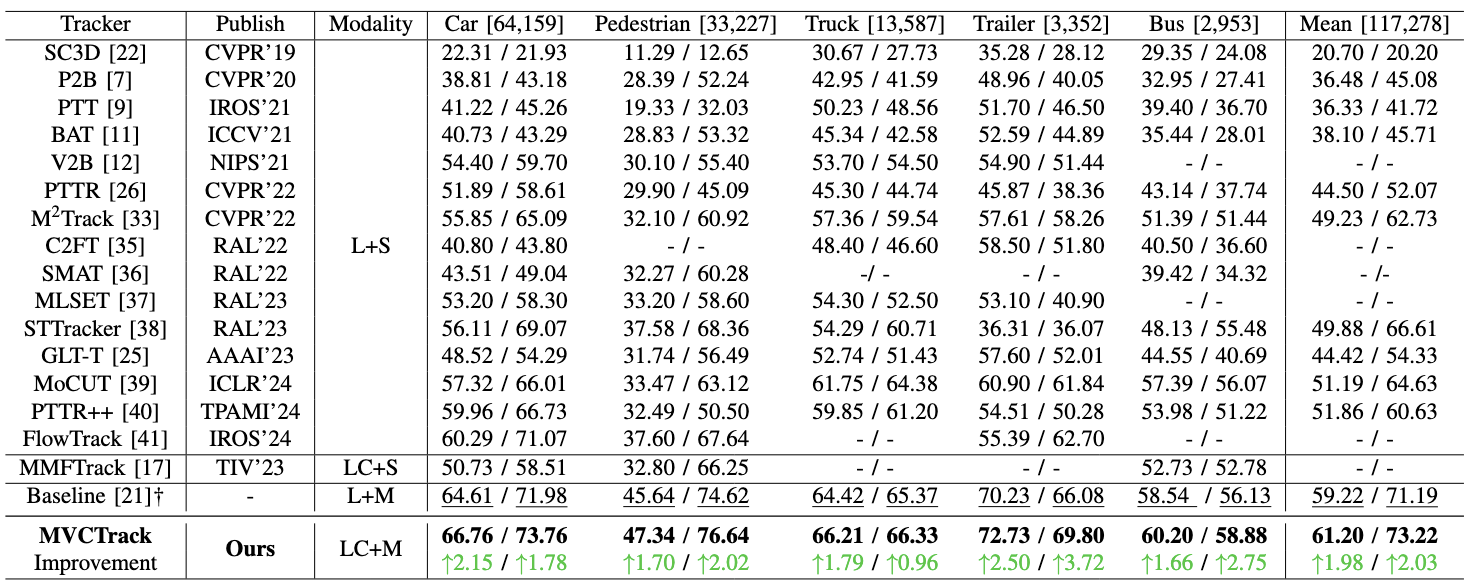 Tracker Publish Modality Car [64,159] Pedestrian [33,227] Truck [13,587] Trailer [3,352] Bus [2,953] Mean [117,278]
SC3D [22] CVPR'19 22.31 / 21.93 11.29 / 12.65 30.67 / 27.73 35.28 / 28.12 29.35 / 24.08 20.70 / 20.20
P2B [7] CVPR'20 38.81 / 43.18 28.39 / 52.24 42.95 / 41.59 48.96 / 40.05 32.95 / 27.41 36.48 / 45.08
PTT [9] IROS'21 41.22 / 45.26 19.33 / 32.03 50.23 / 48.56 51.70 / 46.50 39.40 / 36.70 36.33 / 41.72
BAT [11] ICCV'21 40.73 / 43.29 28.83 / 53.32 45.34 / 42.58 52.59 / 44.89 35.44 / 28.01 38.10 / 45.71
V2B [12] NIPS'21 54.40 / 59.70 30.10 / 55.40 53.70 / 54.50 54.90 / 51.44 - / - - / -
PTTR [26] CVPR'22 51.89 / 58.61 29.90 / 45.09 45.30 / 44.74 45.87 / 38.36 43.14 / 37.74 44.50 / 52.07
M²Track [33] CVPR'22 55.85 / 65.09 32.10 / 60.92 57.36 / 59.54 57.61 / 58.26 51.39 / 51.44 49.23 / 62.73
C2FT [35] RAL'22 L+S 40.80 / 43.80 - / - 48.40 / 46.60 58.50 / 51.80 40.50 / 36.60 - / -
SMAT [36] RAL'22 43.51 / 49.04 32.27 / 60.28 -/ - - / - 39.42 / 34.32 - /-
MLSET [37] RAL'23 53.20 / 58.30 33.20 / 58.60 54.30 / 52.50 53.10 / 40.90 - / - - / -
STTracker [38] RAL'23 56.11 / 69.07 37.58 / 68.36 54.29 / 60.71 36.31 / 36.07 48.13 / 55.48 49.88 / 66.61
GLT-T [25] AAAI'23 48.52 / 54.29 31.74 / 56.49 52.74 / 51.43 57.60 / 52.01 44.55 / 40.69 44.42 / 54.33
MoCUT [39] ICLR'24 57.32 / 66.01 33.47 / 63.12 61.75 / 64.38 60.90 / 61.84 57.39 / 56.07 51.19 / 64.63
PTTR++ [40] TPAMI'24 59.96 / 66.73 32.49 / 50.50 59.85 / 61.20 54.51 / 50.28 53.98 / 51.22 51.86 / 60.63
FlowTrack [41] IROS'24 60.29 / 71.07 37.60 / 67.64 - / - 55.39 / 62.70 - / - - / -
MMFTrack [17] TIV'23 LC+S 50.73 / 58.51 32.80 / 66.25 - / - - / - 52.73 / 52.78 - / -
Baseline [21]† - L+M 64.61 / 71.98 45.64 / 74.62 64.42 / 65.37 70.23 / 66.08 58.54 / 56.13 59.22 / 71.19
MVCTrack Ours LC+M 66.76 / 73.76 47.34 / 76.64 66.21 / 66.33 72.73 / 69.80 60.20 / 58.88 61.20 / 73.22
Improvement ↑2.15 / ↑1.78 ↑1.70 / ↑2.02 ↑1.79 / ↑0.96 ↑2.50 / ↑3.72 ↑1.66 / ↑2.75 ↑1.98 / ↑2.03